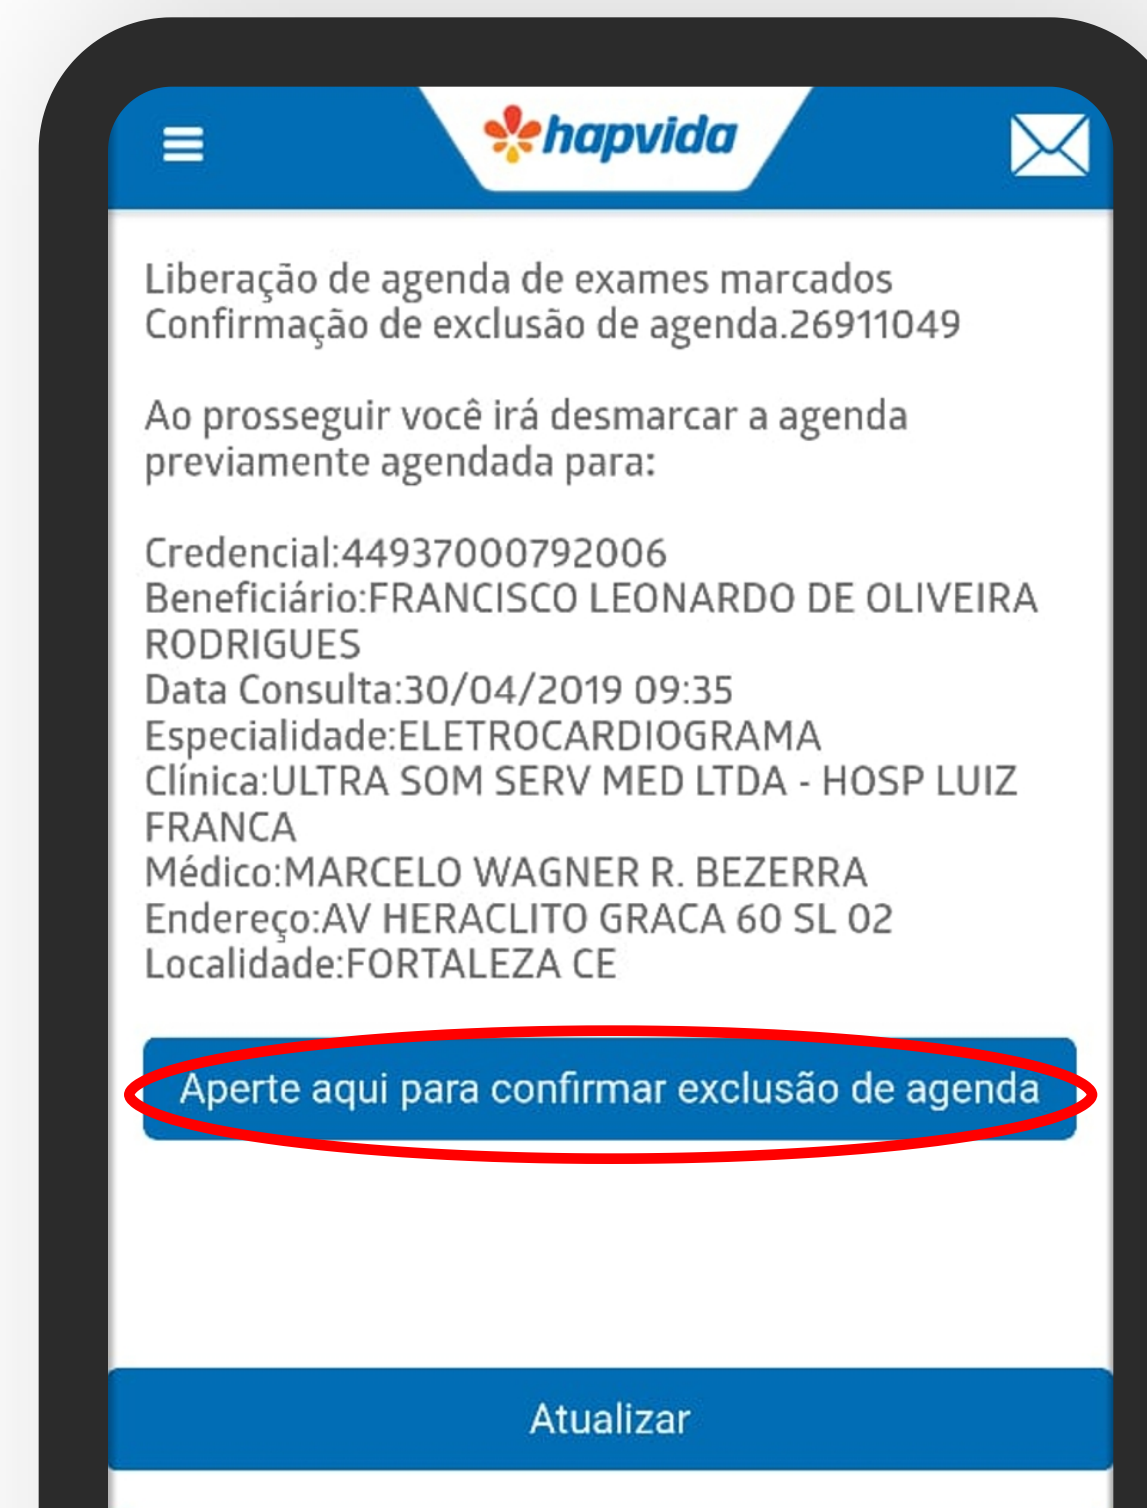 hapvida
Liberação de agenda de exames marcados
Confirmação de exclusão de agenda.26911049
Ao prosseguir você irá desmarcar a agenda
previamente agendada para:
Credencial:44937000792006
Beneficiário:FRANCISCO LEONARDO DE OLIVEIRA
RODRIGUES
Data Consulta:30/04/2019 09:35
Especialidade:ELETROCARDIOGRAMA
Clínica:ULTRA SOM SERV MED LTDA - HOSP LUIZ
FRANCA
Médico:MARCELO WAGNER R. BEZERRA
Endereço:AV HERACLITO GRACA 60 SL 02
Localidade:FORTALEZA CE
Aperte aqui para confirmar exclusão de agenda
Atualizar